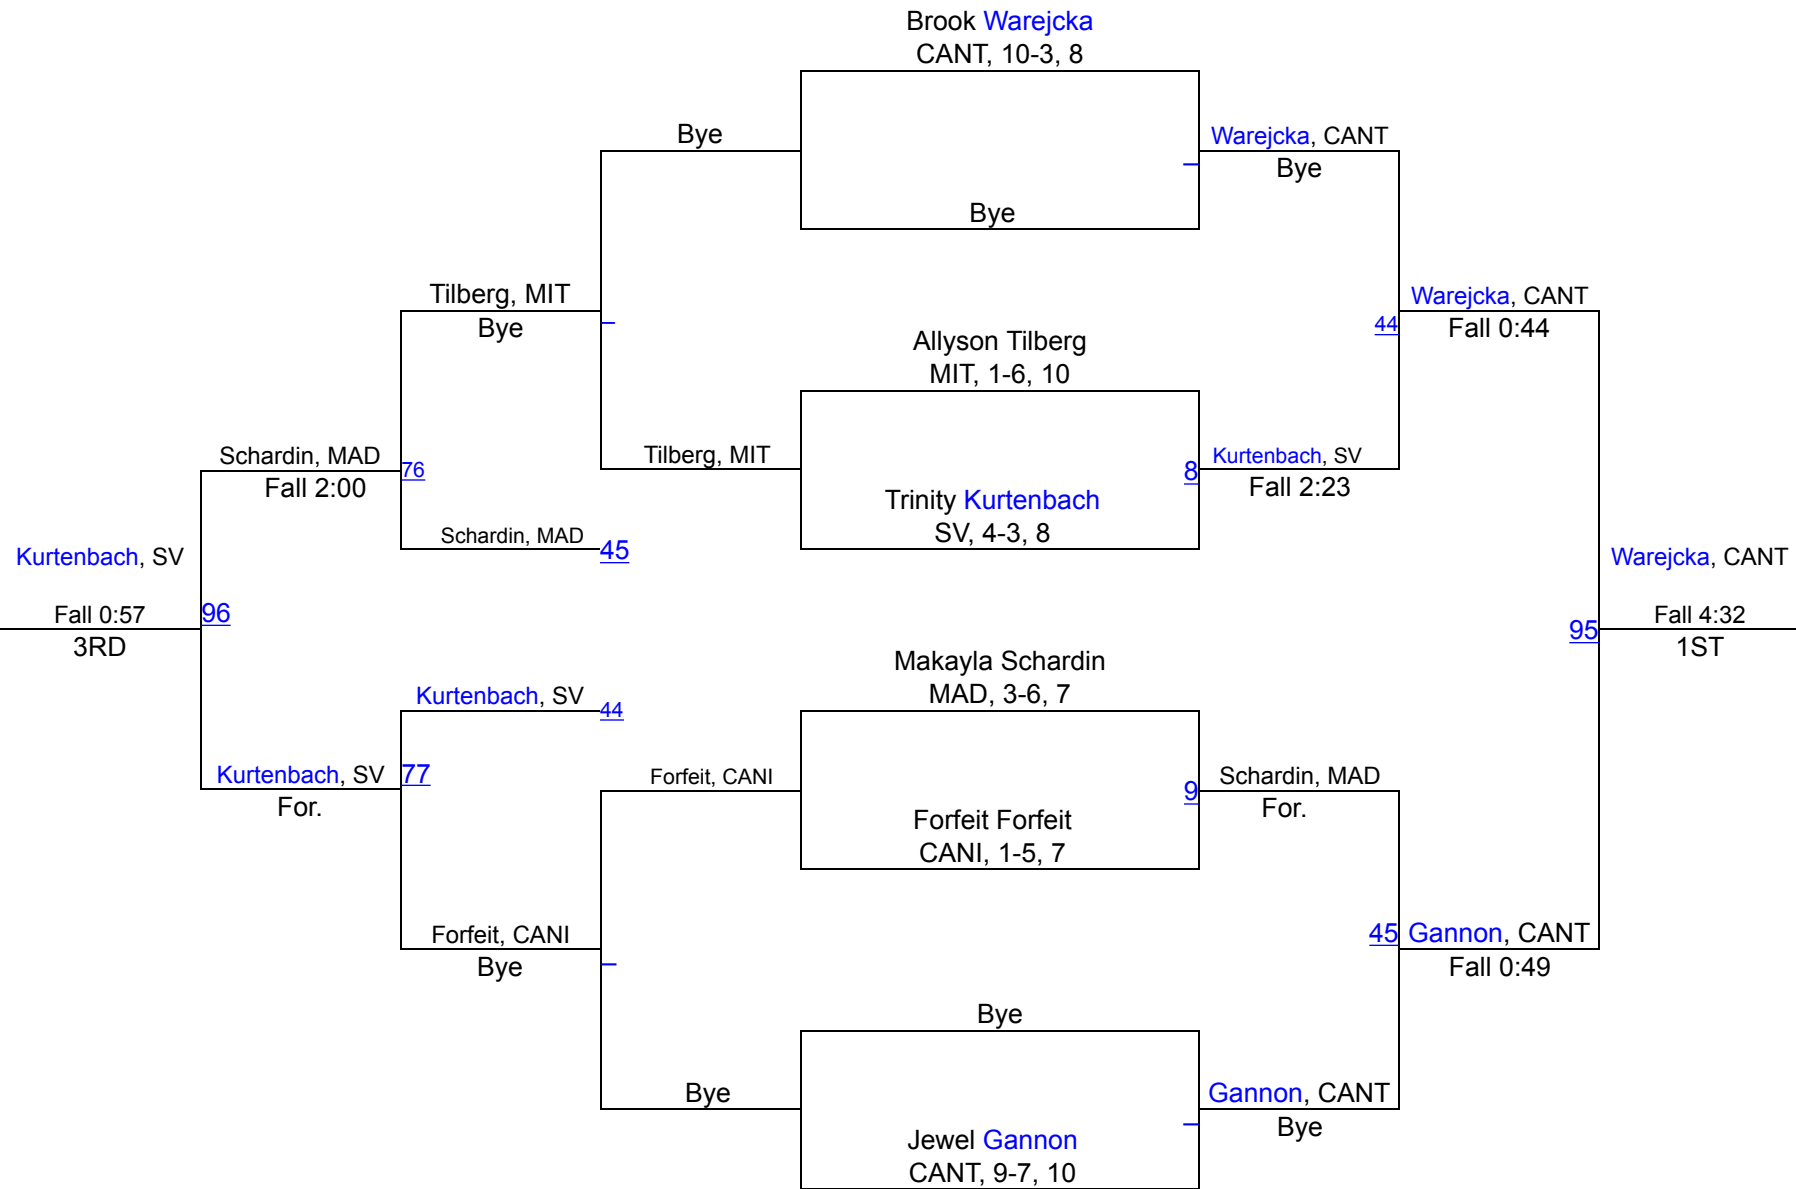 Brook Warejcka
CANT, 10-3, 8
Bye
Warejcka, CANT
Bye
Bye
Tilberg, MIT
Bye
Warejcka, CANT
44
Fall 0:44
Allyson Tilberg
MIT, 1-6, 10
Schardin, MAD
76
Fall 2:00
Tilberg, MIT
8
Kurtenbach, SV
Fall 2:23
Trinity Kurtenbach
SV, 4-3, 8
Schardin, MAD
45
Kurtenbach, SV
Warejcka, CANT
Fall 0:57
96
3RD
95
Fall 4:32
1ST
Makayla Schardin
MAD, 3-6, 7
Kurtenbach, SV
44
Kurtenbach, SV
77
For.
Forfeit, CANI
9
Schardin, MAD
For.
Forfeit Forfeit
CANI, 1-5, 7
Forfeit, CANI
Bye
45
Gannon, CANT
Fall 0:49
Bye
Bye
Gannon, CANT
Bye
Jewel Gannon
CANT, 9-7, 10